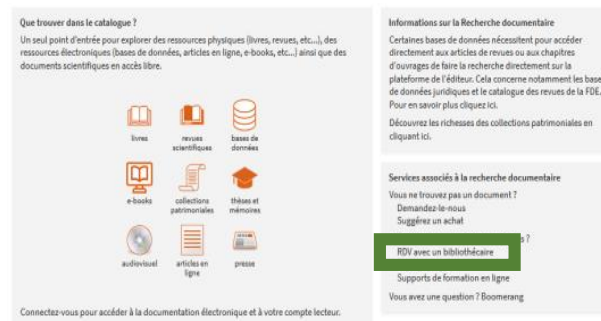 Que trouver dans le catalogue ?
Un seul point d'entrée pour explorer des ressources physiques (livres, revues, etc...), des
ressources électroniques (bases de données, articles en ligne, e-books, etc...) ainsi que des
documents scientifiques en accès libre.
livres
revues
scientifiques
bases de
données
e-books
collections
patrimoniales
thèses et
mémoires
audiovisuel
articles en
ligne
presse
Connectez-vous pour accéder à la documentation électronique et à votre compte lecteur.
Informations sur la Recherche documentaire
Certaines bases de données nécessitent pour accéder
directement aux articles de revues ou aux chapitres
d'ouvrages de faire la recherche directement sur la
plateforme de l'éditeur. Cela concerne notamment les base
de données juridiques et le catalogue des revues de la FDE.
Pour en savoir plus cliquez ici.
Découvrez les richesses des collections patrimoniales en
cliquant ici.
Services associés à la recherche documentaire
Vous ne trouvez pas un document ?
Demandez-le-nous
Suggérez un achat
?
RDV avec un bibliothécaire
Supports de formation en ligne
Vous avez une question ? Boomerang